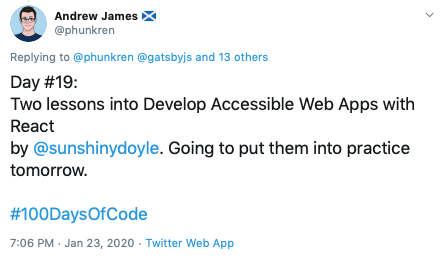 Andrew James 🏴󠁧󠁢󠁳󠁣󠁴󠁿
@phunkren
Replying to @phunkren @gatsbyjs and 13 others
Day #19:
Two lessons into Develop Accessible Web Apps with
React
by @sunshinydoyle. Going to put them into practice
tomorrow.
#100DaysOfCode
7:06 PM · Jan 23, 2020 · Twitter Web App